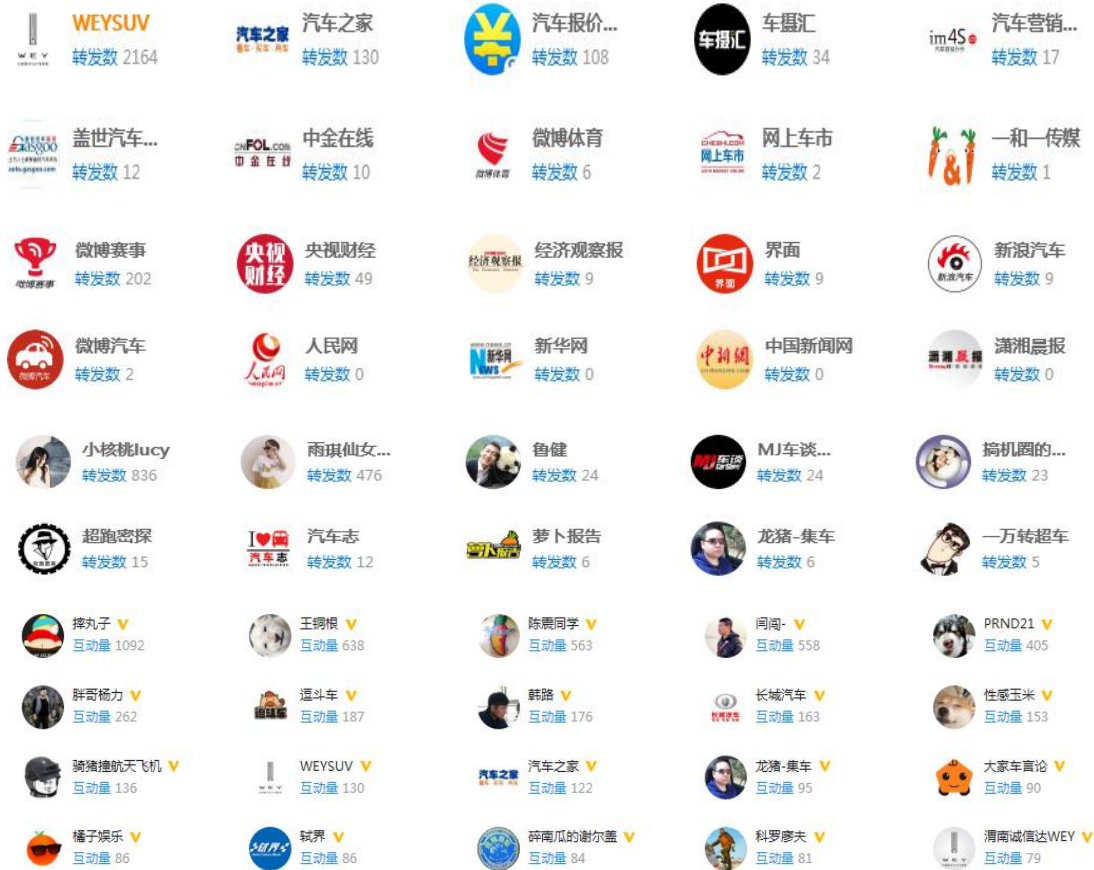 WEYSUV
转发数 2164
汽车之家
转发数 130
汽车报价...
转发数 108
车摄汇
转发数 34
汽车营销...
转发数 17
盖世汽车...
转发数 12
中金在线
转发数 10
微博体育
转发数 6
网上车市
转发数 2
一和一传媒
转发数 1
微博赛事
转发数 202
央视财经
转发数 49
经济观察报
转发数 9
界面
转发数 9
新浪汽车
转发数 9
微博汽车
转发数 2
人民网
转发数 0
新华网
转发数 0
中国新闻网
转发数 0
潇湘晨报
转发数 0
小核桃lucy
转发数 836
雨琪仙女...
转发数 476
鲁健
转发数 24
MJ车谈...
转发数 24
搞机圈的...
转发数 23
超跑密探
转发数 15
汽车志
转发数 12
萝卜报告
转发数 6
龙猪-集车
转发数 6
一万转超车
转发数 5
摔丸子
互动量 1092
王铜根
互动量 638
陈震同学
互动量 563
闫闯-
互动量 558
PRND21
互动量 405
胖哥杨力
互动量 262
逗斗车
互动量 187
韩路
互动量 176
长城汽车
互动量 163
性感玉米
互动量 153
骑猪撞航天飞机
互动量 136
WEYSUV
互动量 130
汽车之家
互动量 122
龙猪-集车
互动量 95
大家车言论
互动量 90
橘子娱乐
互动量 86
轼界
互动量 86
碎南瓜的谢尔盖
互动量 84
科罗廖夫
互动量 81
渭南诚信达WEY
互动量 79